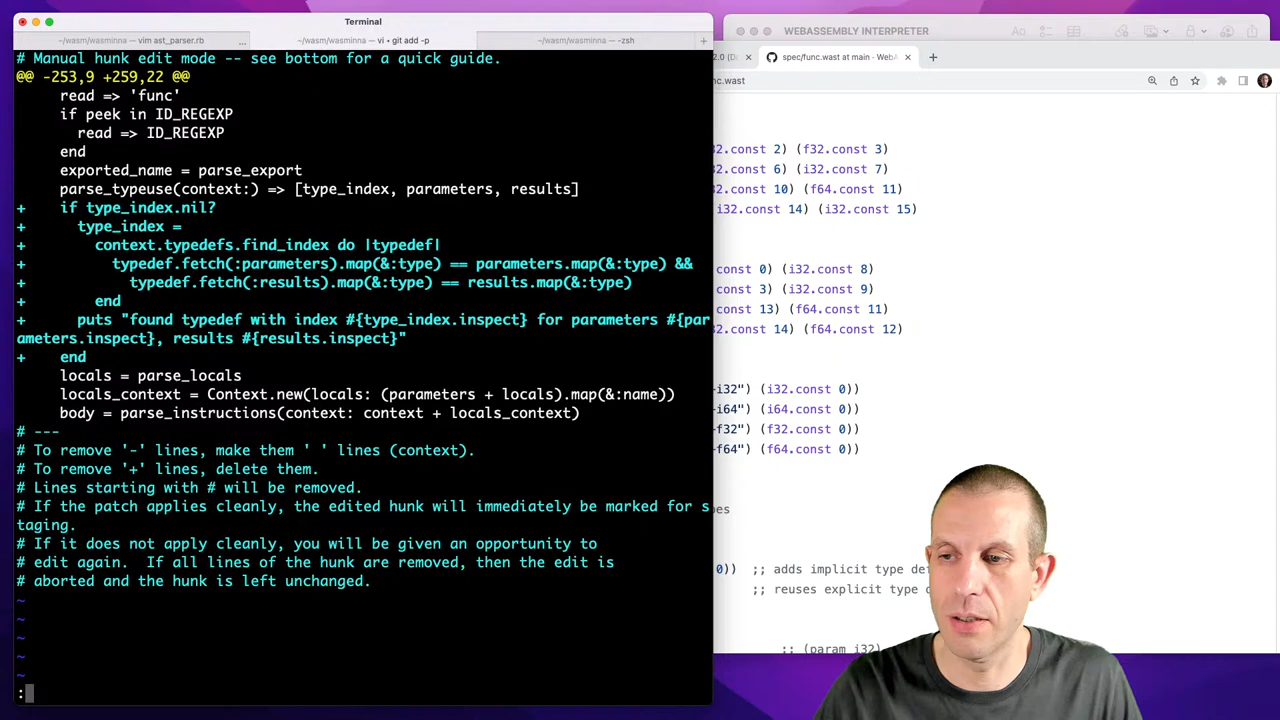 Terminal
~/wasm/wasminna — vim ast_parser.rb ...
~/wasm/wasminna — vi • git add -p
~/wasm/wasminna — -zsh
+
# Manual hunk edit mode -- see bottom for a quick guide.
@@ -253,9 +259,22 @@
read => 'func'
if peek in ID_REGEXP
read => ID_REGEXP
end
exported_name = parse_export
parse_typeuse(context:) => [type_index, parameters, results]
+ if type_index.nil?
+ type_index =
+ context.typedefs.find_index do |typedef|
+ typedef.fetch(:parameters).map(&:type) == parameters.map(&:type) &&
+ typedef.fetch(:results).map(&:type) == results.map(&:type)
+ end
+ puts "found typedef with index #{type_index.inspect} for parameters #{par
ameters.inspect}, results #{results.inspect}"
+ end
locals = parse_locals
locals_context = Context.new(locals: (parameters + locals).map(&:name))
body = parse_instructions(context: context + locals_context)
# ---
# To remove '-' lines, make them ' ' lines (context).
# To remove '+' lines, delete them.
# Lines starting with # will be removed.
# If the patch applies cleanly, the edited hunk will immediately be marked for s
taging.
# If it does not apply cleanly, you will be given an opportunity to
# edit again.  If all lines of the hunk are removed, then the edit is
# aborted and the hunk is left unchanged.
~
~
~
~
~
:
WEBASSEMBLY INTERPRETER
2.0 (D
spec/func.wast at main · WebA
unc.wast
2.const 2) (f32.const 3)
2.const 6) (i32.const 7)
2.const 10) (f64.const 11)
i32.const 14) (i32.const 15)
const 0) (i32.const 8)
const 3) (i32.const 9)
const 13) (f64.const 11)
const 14) (f64.const 12)
-i32") (i32.const 0))
-i64") (i64.const 0))
-f32") (f32.const 0))
-f64") (f64.const 0))
pes
0)) ;; adds implicit type de
;; reuses explicit type d
;; (param i32)